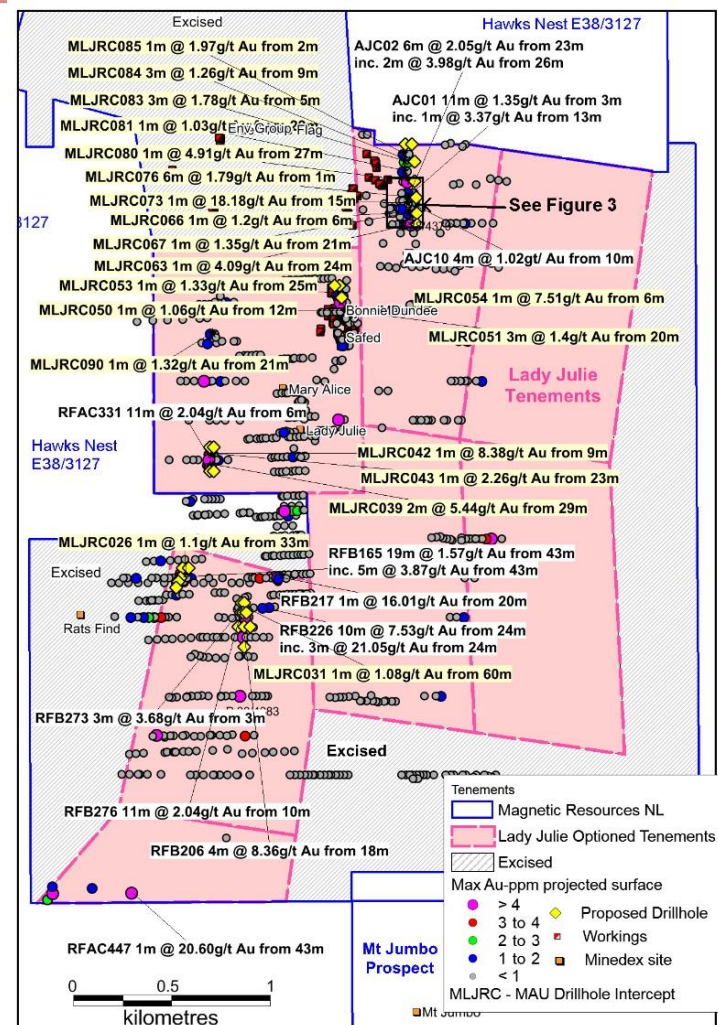 Excised
Hawks Nest E38/3127
MLJRC085 1m @ 1.97g/t Au from 2m
AJC02 6m @ 2.05g/t Au from 23m
inc. 2m @ 3.98g/t Au from 26m
MLJRC084 3m @ 1.26g/t Au from 9m
MLJRC083 3m @ 1.78g/t Au from 5m
AJC01 11m @ 1.35g/t Au from 3m
inc. 1m @ 3.37g/t Au from 13m
MLJRC081 1m @ 1.03g/t
Env Group Flag
MLJRC080 1m @ 4.91g/t Au from 27m
MLJRC076 6m @ 1.79g/t Au from 1m
MLJRC073 1m @ 18.18g/t Au from 15m
See Figure 3
MLJRC066 1m @ 1.2g/t Au from 6m
3127
MLJRC067 1m @ 1.35g/t Au from 21m
AJC10 4m @ 1.02gt/ Au from 10m
MLJRC063 1m @ 4.09g/t Au from 24m
MLJRC053 1m @ 1.33g/t Au from 25m
MLJRC054 1m @ 7.51g/t Au from 6m
MLJRC050 1m @ 1.06g/t Au from 12m
Bonnie Dundee
MLJRC051 3m @ 1.4g/t Au from 20m
Safed
MLJRC090 1m @ 1.32g/t Au from 21m
Lady Julie
Tenements
Mary Alice
RFAC331 11m @ 2.04g/t Au from 6m
Lady Julie
Hawks Nest
E38/3127
MLJRC042 1m @ 8.38g/t Au from 9m
MLJRC043 1m @ 2.26g/t Au from 23m
MLJRC039 2m @ 5.44g/t Au from 29m
MLJRC026 1m @ 1.1g/t Au from 33m
RFB165 19m @ 1.57g/t Au from 43m
inc. 5m @ 3.87g/t Au from 43m
Excised
RFB217 1m @ 16.01g/t Au from 20m
Rats Find
RFB226 10m @ 7.53g/t Au from 24m
inc. 3m @ 21.05g/t Au from 24m
MLJRC031 1m @ 1.08g/t Au from 60m
RFB273 3m @ 3.68g/t Au from 3m
Excised
RFB276 11m @ 2.04g/t Au from 10m
RFB206 4m @ 8.36g/t Au from 18m
RFAC447 1m @ 20.60g/t Au from 43m
Mt Jumbo
Prospect
Mt Jumbo
0 0.5 1
kilometres
Tenements
Magnetic Resources NL
Lady Julie Optioned Tenements
Excised
Max Au-ppm projected surface
> 4
3 to 4
2 to 3
1 to 2
< 1
Proposed Drillhole
Workings
Minedex site
MLJRC - MAU Drillhole Intercept